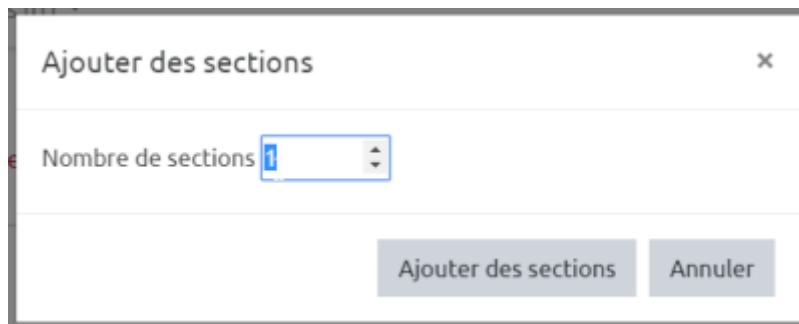 Ajouter des sections ×
Nombre de sections 1
Ajouter des sections Annuler